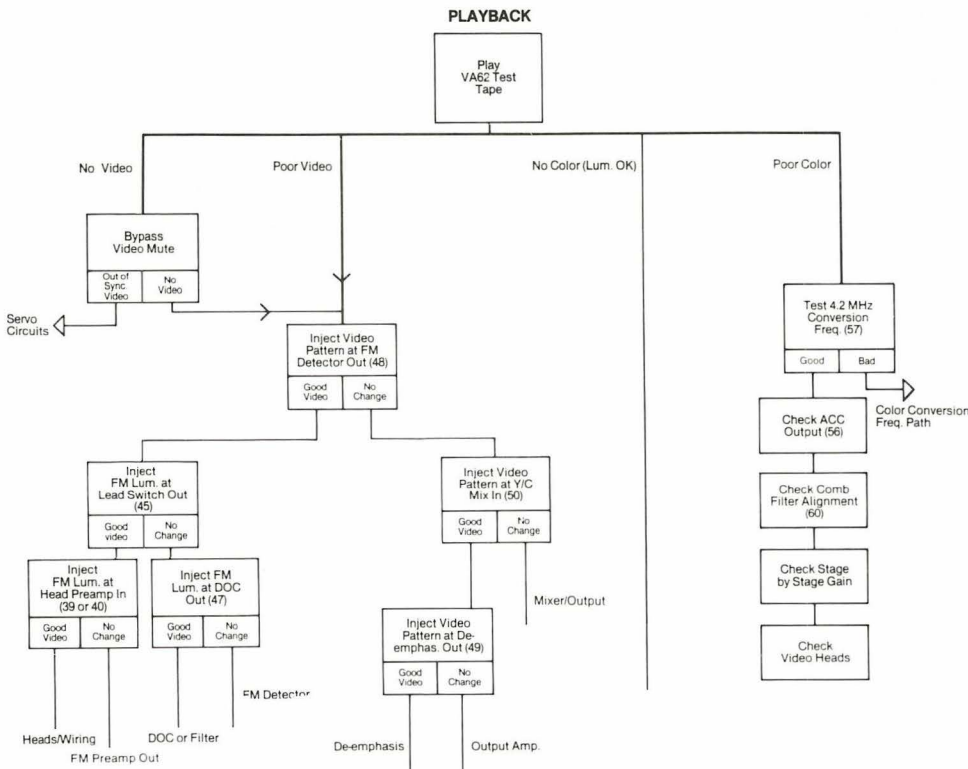 PLAYBACK
Play
VA62 Test
Tape
No Video
Poor Video
No Color (Lum. OK)
Poor Color
Bypass
Video Mute
Out of
Sync
Video
No
Video
Servo
Circuits
Inject Video
Pattern at FM
Detector Out (48)
Good
Video
No
Change
Test 4.2 MHz
Conversion
Freq. (57)
Good
Bad
Color Conversion
Freq. Path
Check ACC
Output (56)
Check Comb
Filter Alignment
(60)
Check Stage
by Stage Gain
Check
Video Heads
Inject
FM Lum. at
Lead Switch Out
(45)
Good
video
No
Change
Inject Video
Pattern at Y/C
Mix In (50)
Good
Video
No
Change
Inject
FM Lum. at
Head Preamp In
(39 or 40)
Good
Video
No
Change
Inject FM
Lum. at DOC
Out (47)
Good
Video
No
Change
Mixer/Output
Inject Video
Pattern at De-
emphas. Out (49)
Good
Video
No
Change
FM Detector
Heads/Wiring
FM Preamp Out
DOC or Filter
De-emphasis
Output Amp.